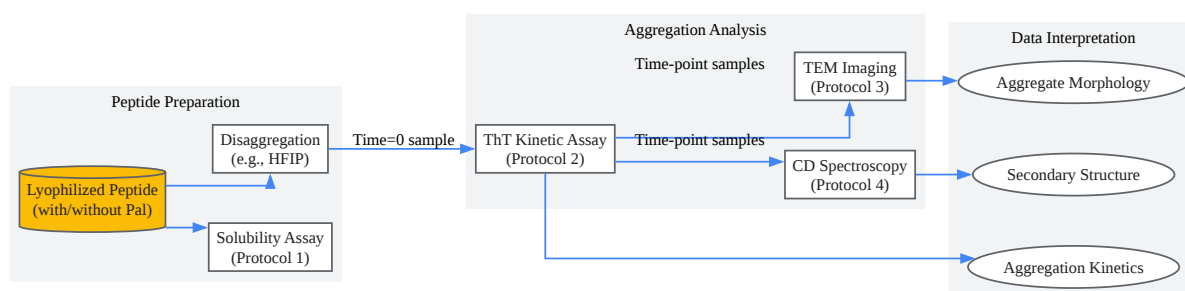 Peptide Preparation
Lyophilized Peptide
(with/without Pal)
Disaggregation
(e.g., HFIP)
Solubility Assay
(Protocol 1)
Time=0 sample
Aggregation Analysis
ThT Kinetic Assay
(Protocol 2)
Time-point samples
Time-point samples
TEM Imaging
(Protocol 3)
CD Spectroscopy
(Protocol 4)
Data Interpretation
Aggregate Morphology
Secondary Structure
Aggregation Kinetics